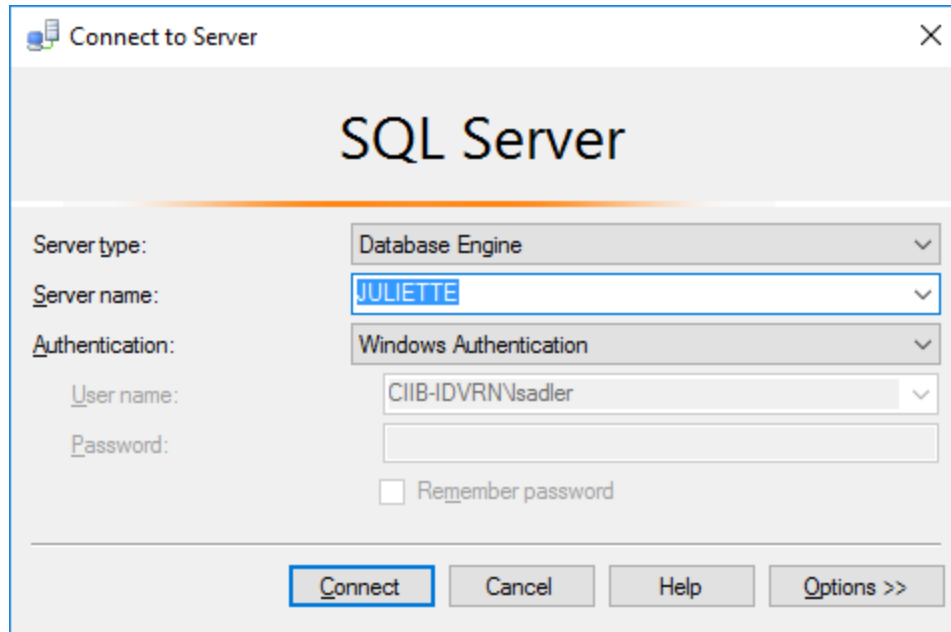 Connect to Server
SQL Server
Server type: Database Engine
Server name: JULIETTE
Authentication: Windows Authentication
User name: CIIB-IDVRN\lsadler
Password:
Remember password
Connect Cancel Help Options >>